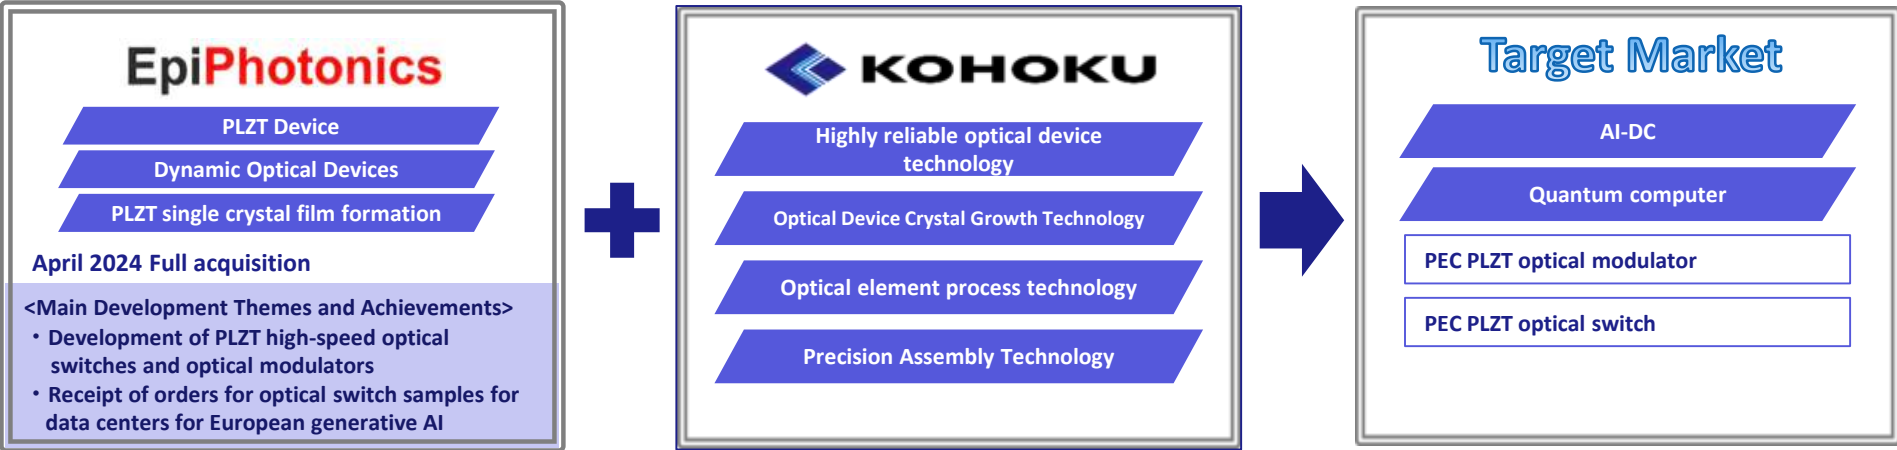 EpiPhotonics
PLZT Device
Dynamic Optical Devices
PLZT single crystal film formation
April 2024 Full acquisition
<Main Development Themes and Achievements>
・Development of PLZT high-speed optical
switches and optical modulators
・Receipt of orders for optical switch samples for
data centers for European generative AI
KOHOKU
Highly reliable optical device
technology
Optical Device Crystal Growth Technology
Optical element process technology
Precision Assembly Technology
Target Market
AI-DC
Quantum computer
PEC PLZT optical modulator
PEC PLZT optical switch